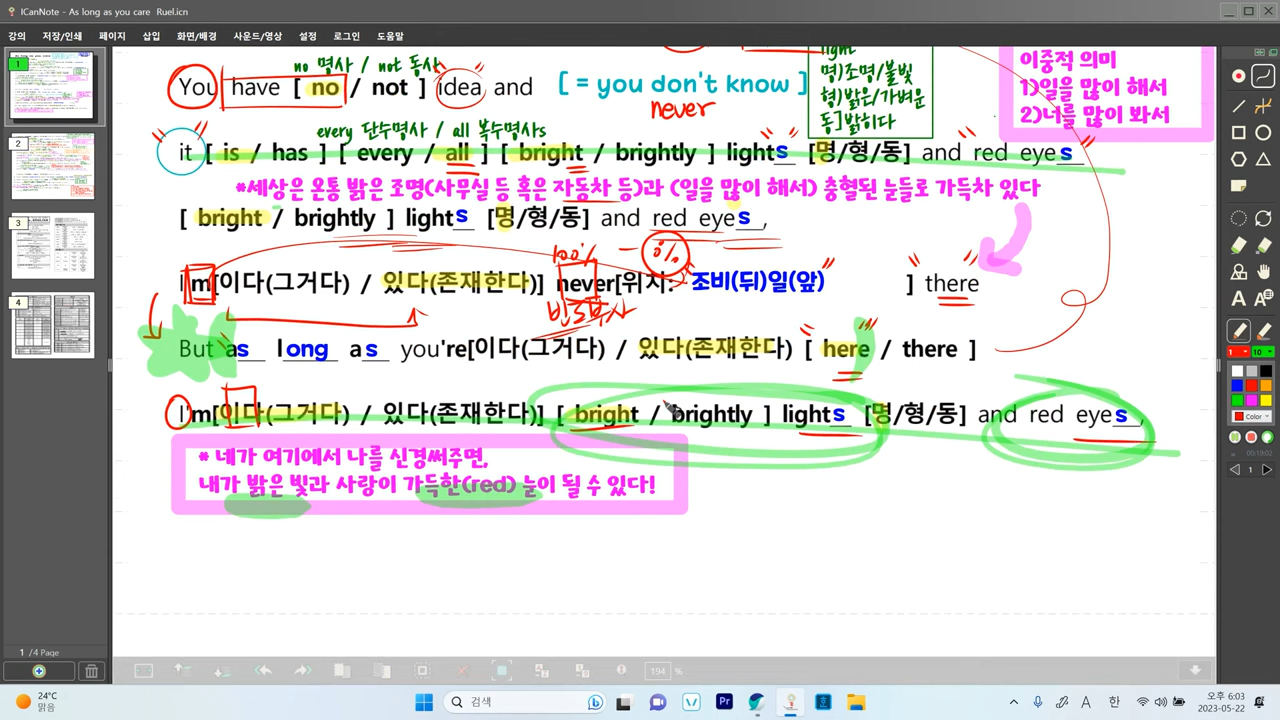 ICanNote - As long as you care Ruel.icn
강의 저장/인쇄 페이지 삽입 화면/배경 사운드/영상 설정 로그인 도움말
no 명사 / not 동사
You have [ no / not ] idea, and [ = you don't know ]
never
light
명)조명/불빛
형)밝은/가벼운
동]밝히다
이중적 의미
1)일을 많이 해서
2)너를 많이 봐서
every 단수명사 / all 복수명사s
it [ is / has ] [ every / all ] [ bright / brightly ] lights [명/형/동] and red eyes
*세상은 온통 밝은 조명(사무실 등 혹은 자동차 등)과 (일을 많이 해서) 충혈된 눈들로 가득차 있다
[ bright / brightly ] lights [명/형/동] and red eyes,
100% - 0%
I'm[이다(그거다) / 있다(존재한다)] never[위치: 조비(뒤)일(앞) ] there
빈도부사
But as long as you're[이다(그거다) / 있다(존재한다) [ here / there ]
I'm[이다(그거다) / 있다(존재한다)] [ bright / brightly ] lights [명/형/동] and red eyes,
* 네가 여기에서 나를 신경써주면,
내가 밝은 빛과 사랑이 가득한(red) 눈이 될 수 있다!
1
2
3
4
1 / 4 Page
194 %
Color
00:19:02
1
24°C
맑음
검색
한
오후 6:03
2023-05-22